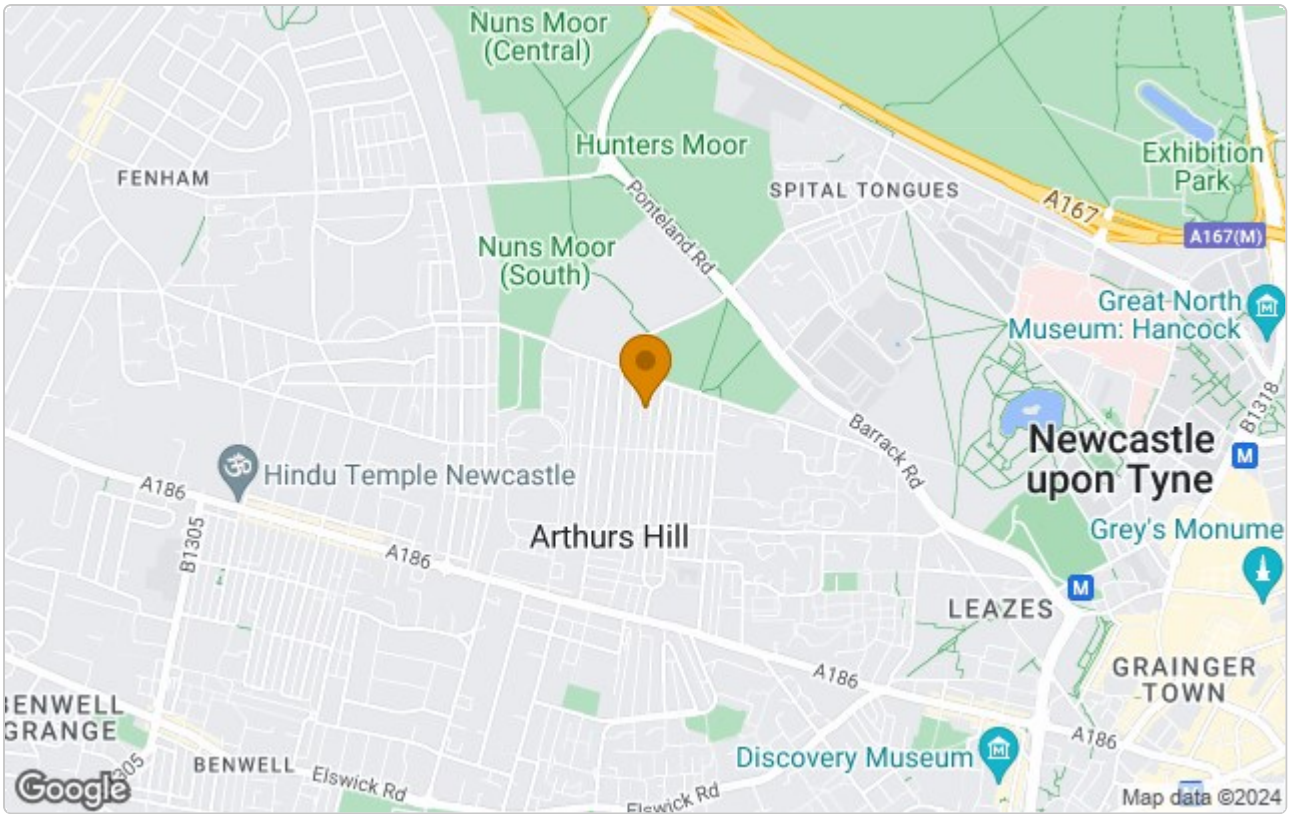 Nuns Moor
(Central)
Hunters Moor
Exhibition
Park
FENHAM
SPITAL TONGUES
Ponteland Rd
A167
A167(M)
Nuns Moor
(South)
Great North
Museum: Hancock
B1318
Barrack Rd
Newcastle
upon Tyne
M
Hindu Temple Newcastle
A186
B1305
Arthurs Hill
A186
Grey's Monume
M
LEAZES
A186
GRAINGER
TOWN
BENWELL
GRANGE
A186
Discovery Museum
BENWELL
Elswick Rd
Elswick Rd
Google
Map data ©2024